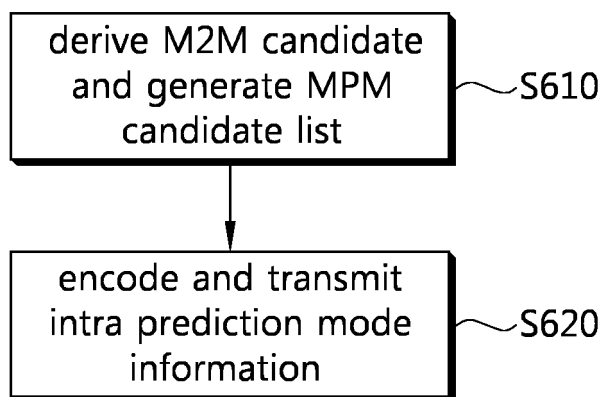 derive M2M candidate
and generate MPM
candidate list
S610
encode and transmit
intra prediction mode
information
S620